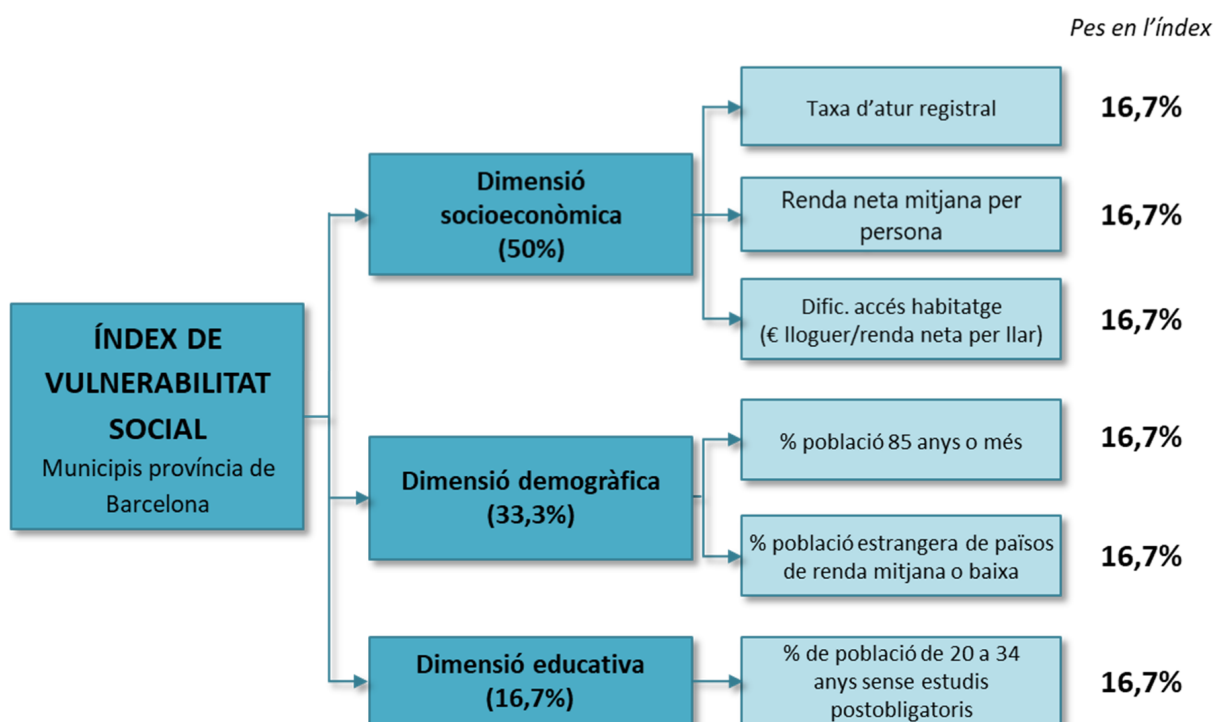 Pes en l’índex
ÍNDEX DE
VULNERABILITAT
SOCIAL
Municipis província de
Barcelona
Dimensió
socioeconòmica
(50%)
Taxa d’atur registral
16,7%
Renda neta mitjana per
persona
16,7%
Dific. accés habitatge
(€ lloguer/renda neta per llar)
16,7%
Dimensió demogràfica
(33,3%)
% població 85 anys o més
16,7%
% població estrangera de països
de renda mitjana o baixa
16,7%
Dimensió educativa
(16,7%)
% de població de 20 a 34
anys sense estudis
postobligatoris
16,7%